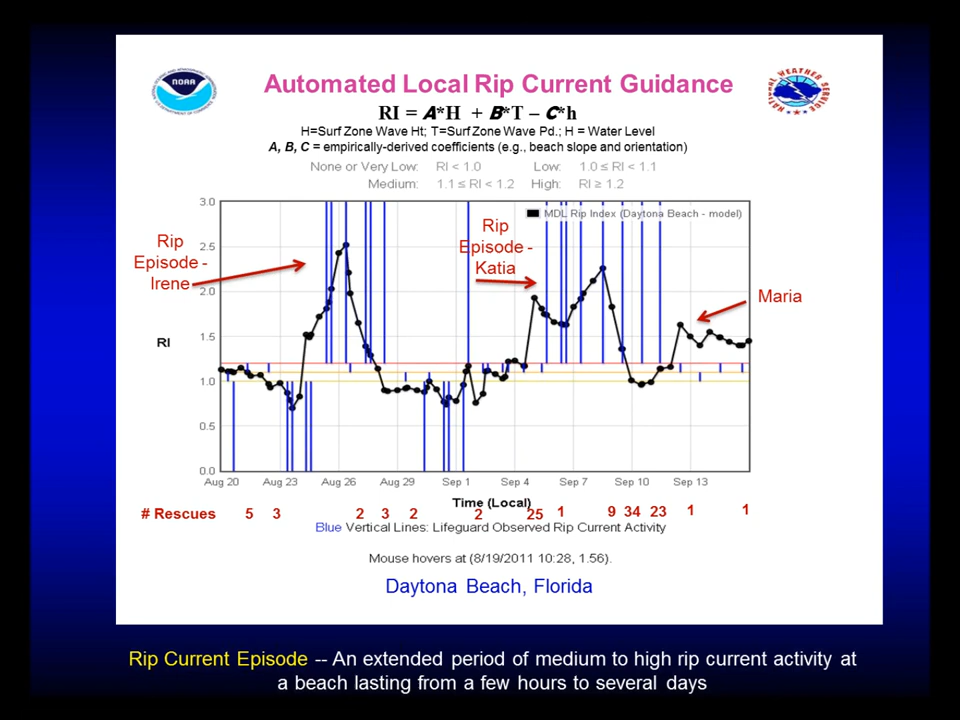 NOAA
NATIONAL WEATHER SERVICE
Automated Local Rip Current Guidance
RI = A*H + B*T – C*h
H=Surf Zone Wave Ht; T=Surf Zone Wave Pd.; H = Water Level
A, B, C = empirically-derived coefficients (e.g., beach slope and orientation)
None or Very Low: RI < 1.0 Low: 1.0 ≤ RI < 1.1
Medium: 1.1 ≤ RI < 1.2 High: RI ≥ 1.2
MDL Rip Index (Daytona Beach - model)
Rip
Episode -
Irene
Rip
Episode -
Katia
Maria
RI
3.0
2.5
2.0
1.5
1.0
0.5
0.0
Aug 20 Aug 23 Aug 26 Aug 29 Sep 1 Sep 4 Sep 7 Sep 10 Sep 13
Time (Local)
# Rescues 5 3 2 3 2 2 25 1 9 34 23 1 1
Blue Vertical Lines: Lifeguard Observed Rip Current Activity
Mouse hovers at (8/19/2011 10:28, 1.56).
Daytona Beach, Florida
Rip Current Episode -- An extended period of medium to high rip current activity at
a beach lasting from a few hours to several days